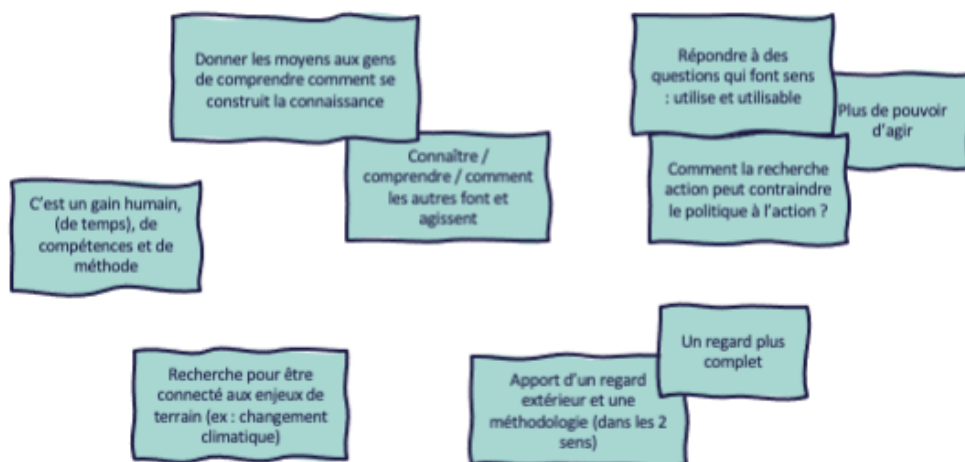 Donner les moyens aux gens
de comprendre comment se
construit la connaissance
Connaître /
comprendre / comment
les autres font et
agissent
Répondre à des
questions qui font sens
: utilise et utilisable
Plus de pouvoir
d'agir
Comment la recherche
action peut contraindre
le politique à l'action ?
C'est un gain humain,
(de temps), de
compétences et de
méthode
Recherche pour être
connecté aux enjeux de
terrain (ex : changement
climatique)
Apport d'un regard
extérieur et une
méthodologie (dans les 2
sens)
Un regard plus
complet